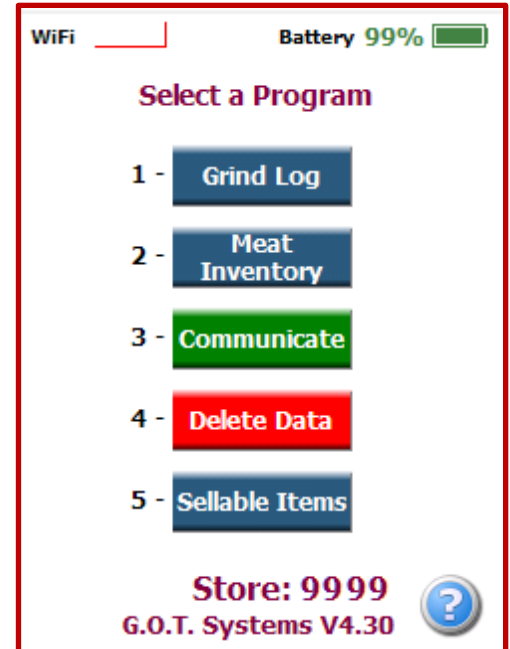 WiFi Battery 99%
Select a Program
1 - Grind Log
2 - Meat
Inventory
3 - Communicate
4 - Delete Data
5 - Sellable Items
Store: 9999
G.O.T. Systems V4.30
?